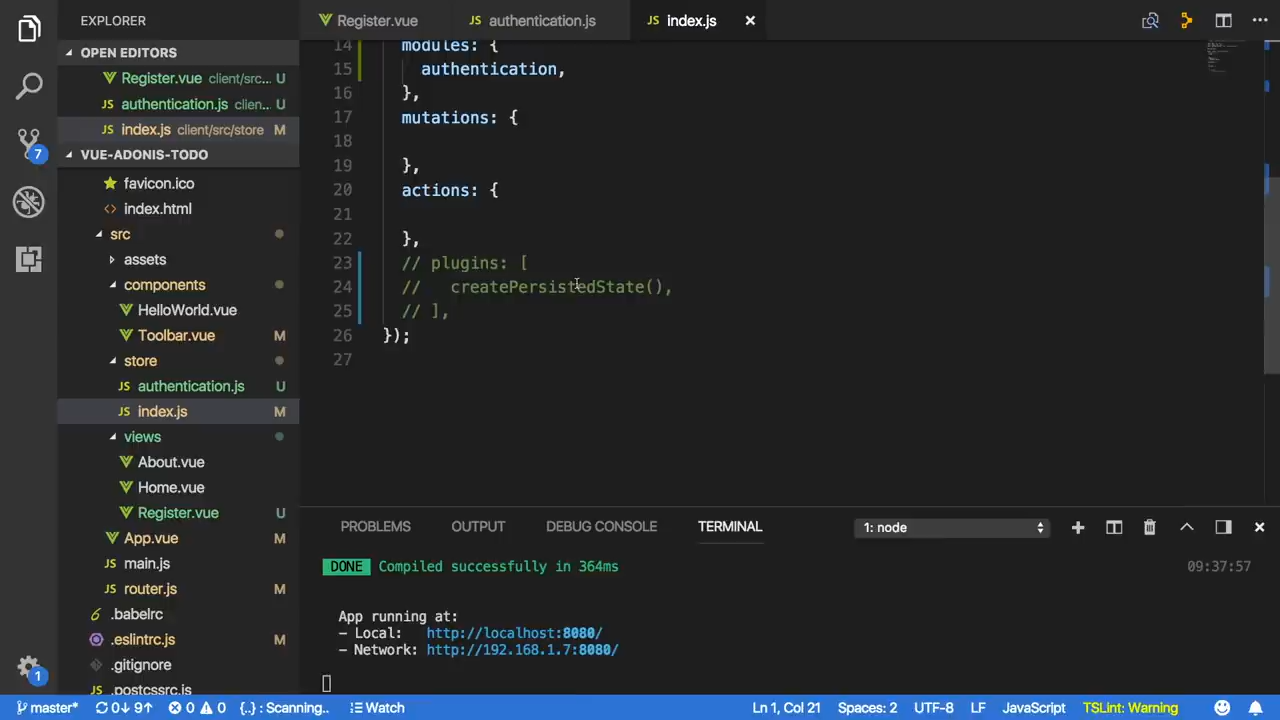 EXPLORER
Register.vue
authentication.js
index.js
OPEN EDITORS
Register.vue client/src... U
authentication.js clien... U
index.js client/src/store M
VUE-ADONIS-TODO
favicon.ico
index.html
src
assets
components
HelloWorld.vue
Toolbar.vue M
store
authentication.js U
index.js M
views
About.vue
Home.vue
Register.vue U
App.vue M
main.js
router.js M
.babelrc
.eslintrc.js M
.gitignore
.postcssrc.js
7
1
14 modules: {
15 authentication,
16 },
17 mutations: {
18
19 },
20 actions: {
21
22 },
23 // plugins: [
24 // createPersistedState(),
25 // ],
26 });
27
PROBLEMS OUTPUT DEBUG CONSOLE TERMINAL 1: node
DONE Compiled successfully in 364ms 09:37:57
App running at:
- Local: http://localhost:8080/
- Network: http://192.168.1.7:8080/
master* 0↓ 9↑ 0 0 {..} : Scanning.. Watch Ln 1, Col 21 Spaces: 2 UTF-8 LF JavaScript TSLint: Warning